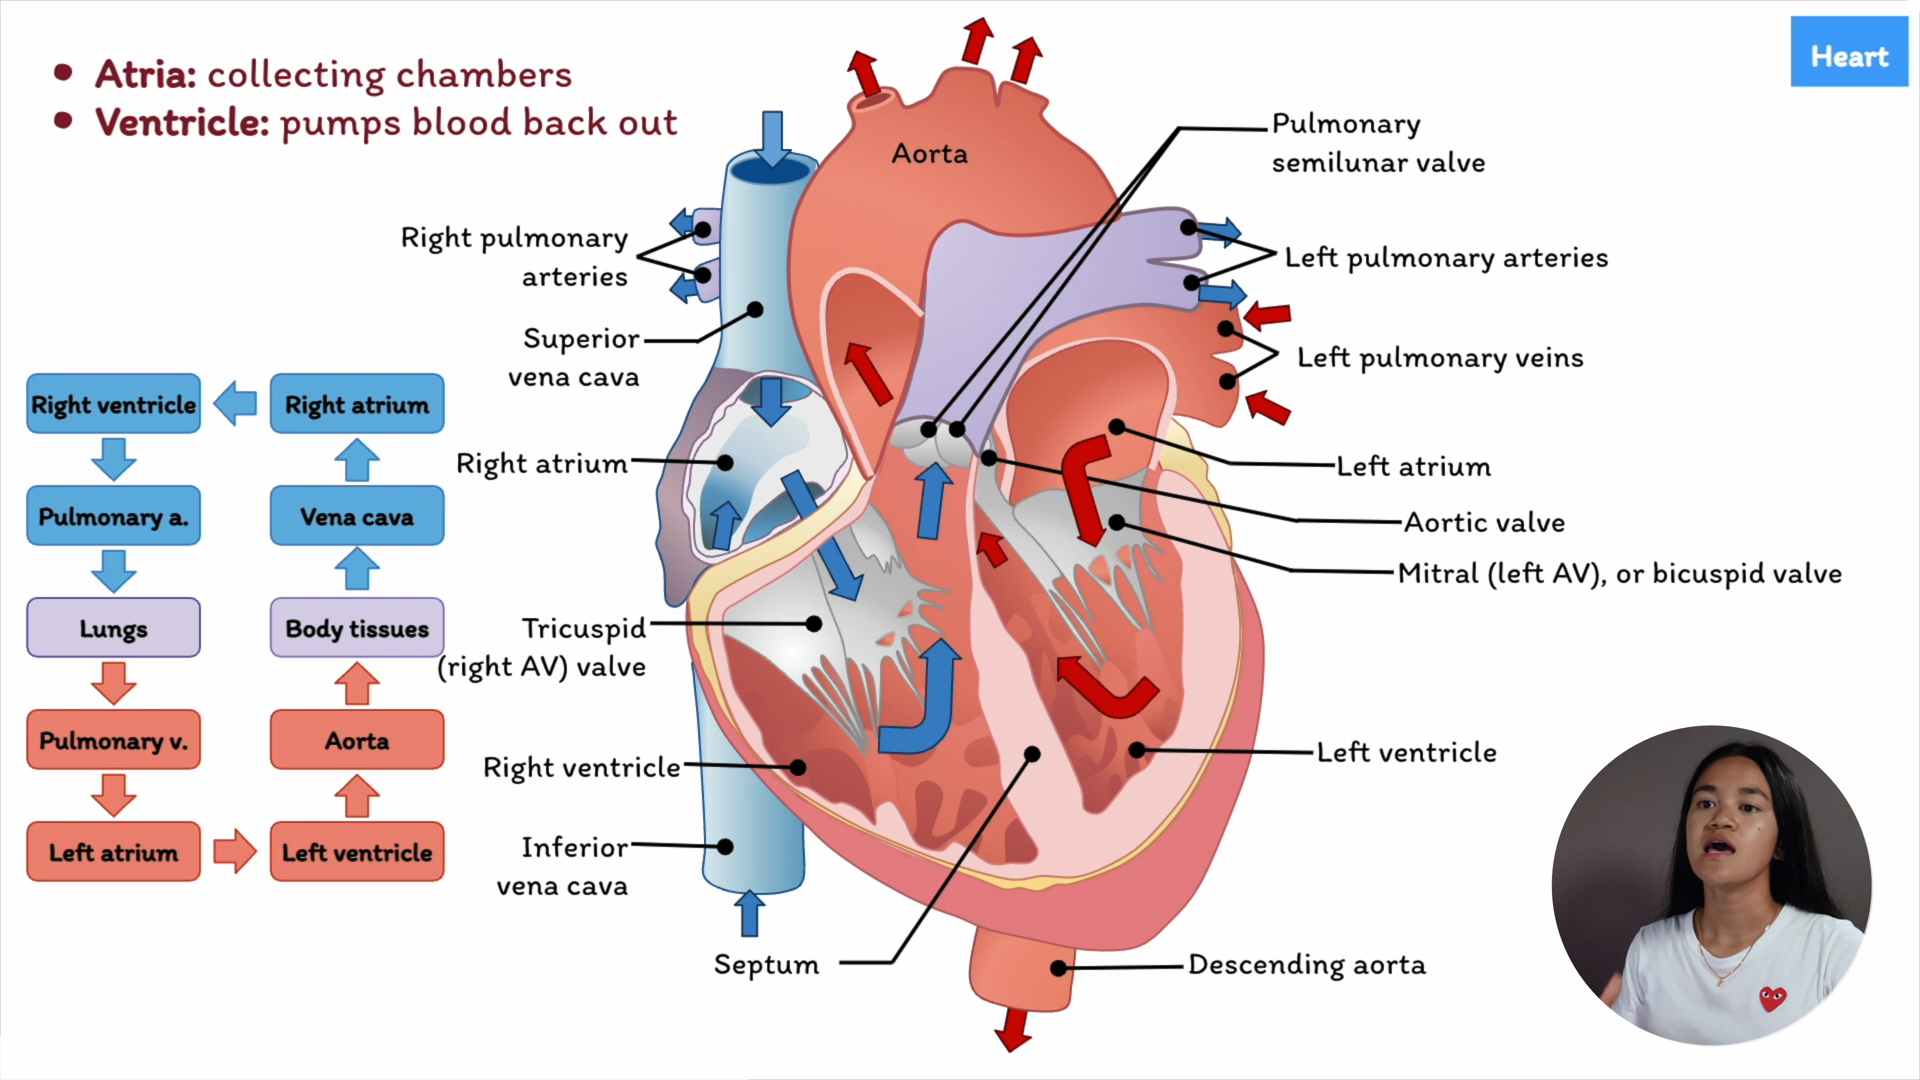 • Atria: collecting chambers
• Ventricle: pumps blood back out
Heart
Right ventricle
Right atrium
Pulmonary a.
Vena cava
Lungs
Body tissues
Pulmonary v.
Aorta
Left atrium
Left ventricle
Aorta
Right pulmonary
arteries
Superior
vena cava
Right atrium
Tricuspid
(right AV) valve
Right ventricle
Inferior
vena cava
Septum
Pulmonary
semilunar valve
Left pulmonary arteries
Left pulmonary veins
Left atrium
Aortic valve
Mitral (left AV), or bicuspid valve
Left ventricle
Descending aorta